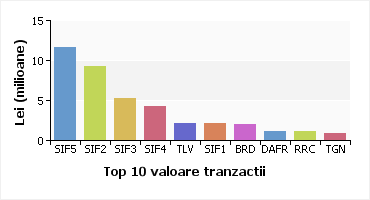 15
10
5
0
Lei (milioane)
SIF5 SIF2 SIF3 SIF4 TLV SIF1 BRD DAFR RRC TGN
Top 10 valoare tranzactii